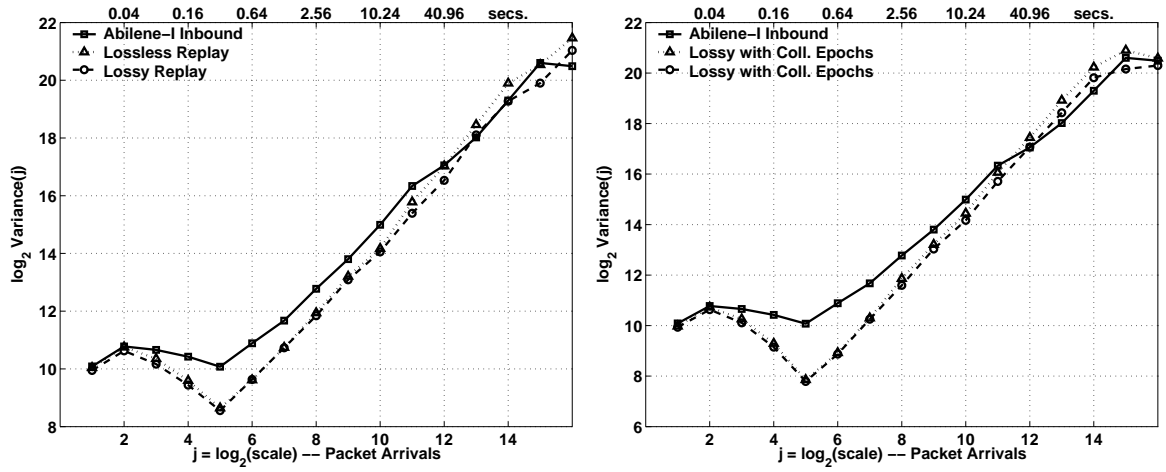 0.04 0.16 0.64 2.56 10.24 40.96 secs.
22
20
18
16
14
12
10
8
log2 Variance(j)
Abilene−I Inbound
Lossless Replay
Lossy Replay
2 4 6 8 10 12 14
j = log2(scale) −− Packet Arrivals
0.04 0.16 0.64 2.56 10.24 40.96 secs.
22
20
18
16
14
12
10
8
6
log2 Variance(j)
Abilene−I Inbound
Lossy with Coll. Epochs
Lossy with Coll. Epochs
2 4 6 8 10 12 14
j = log2(scale) −− Packet Arrivals